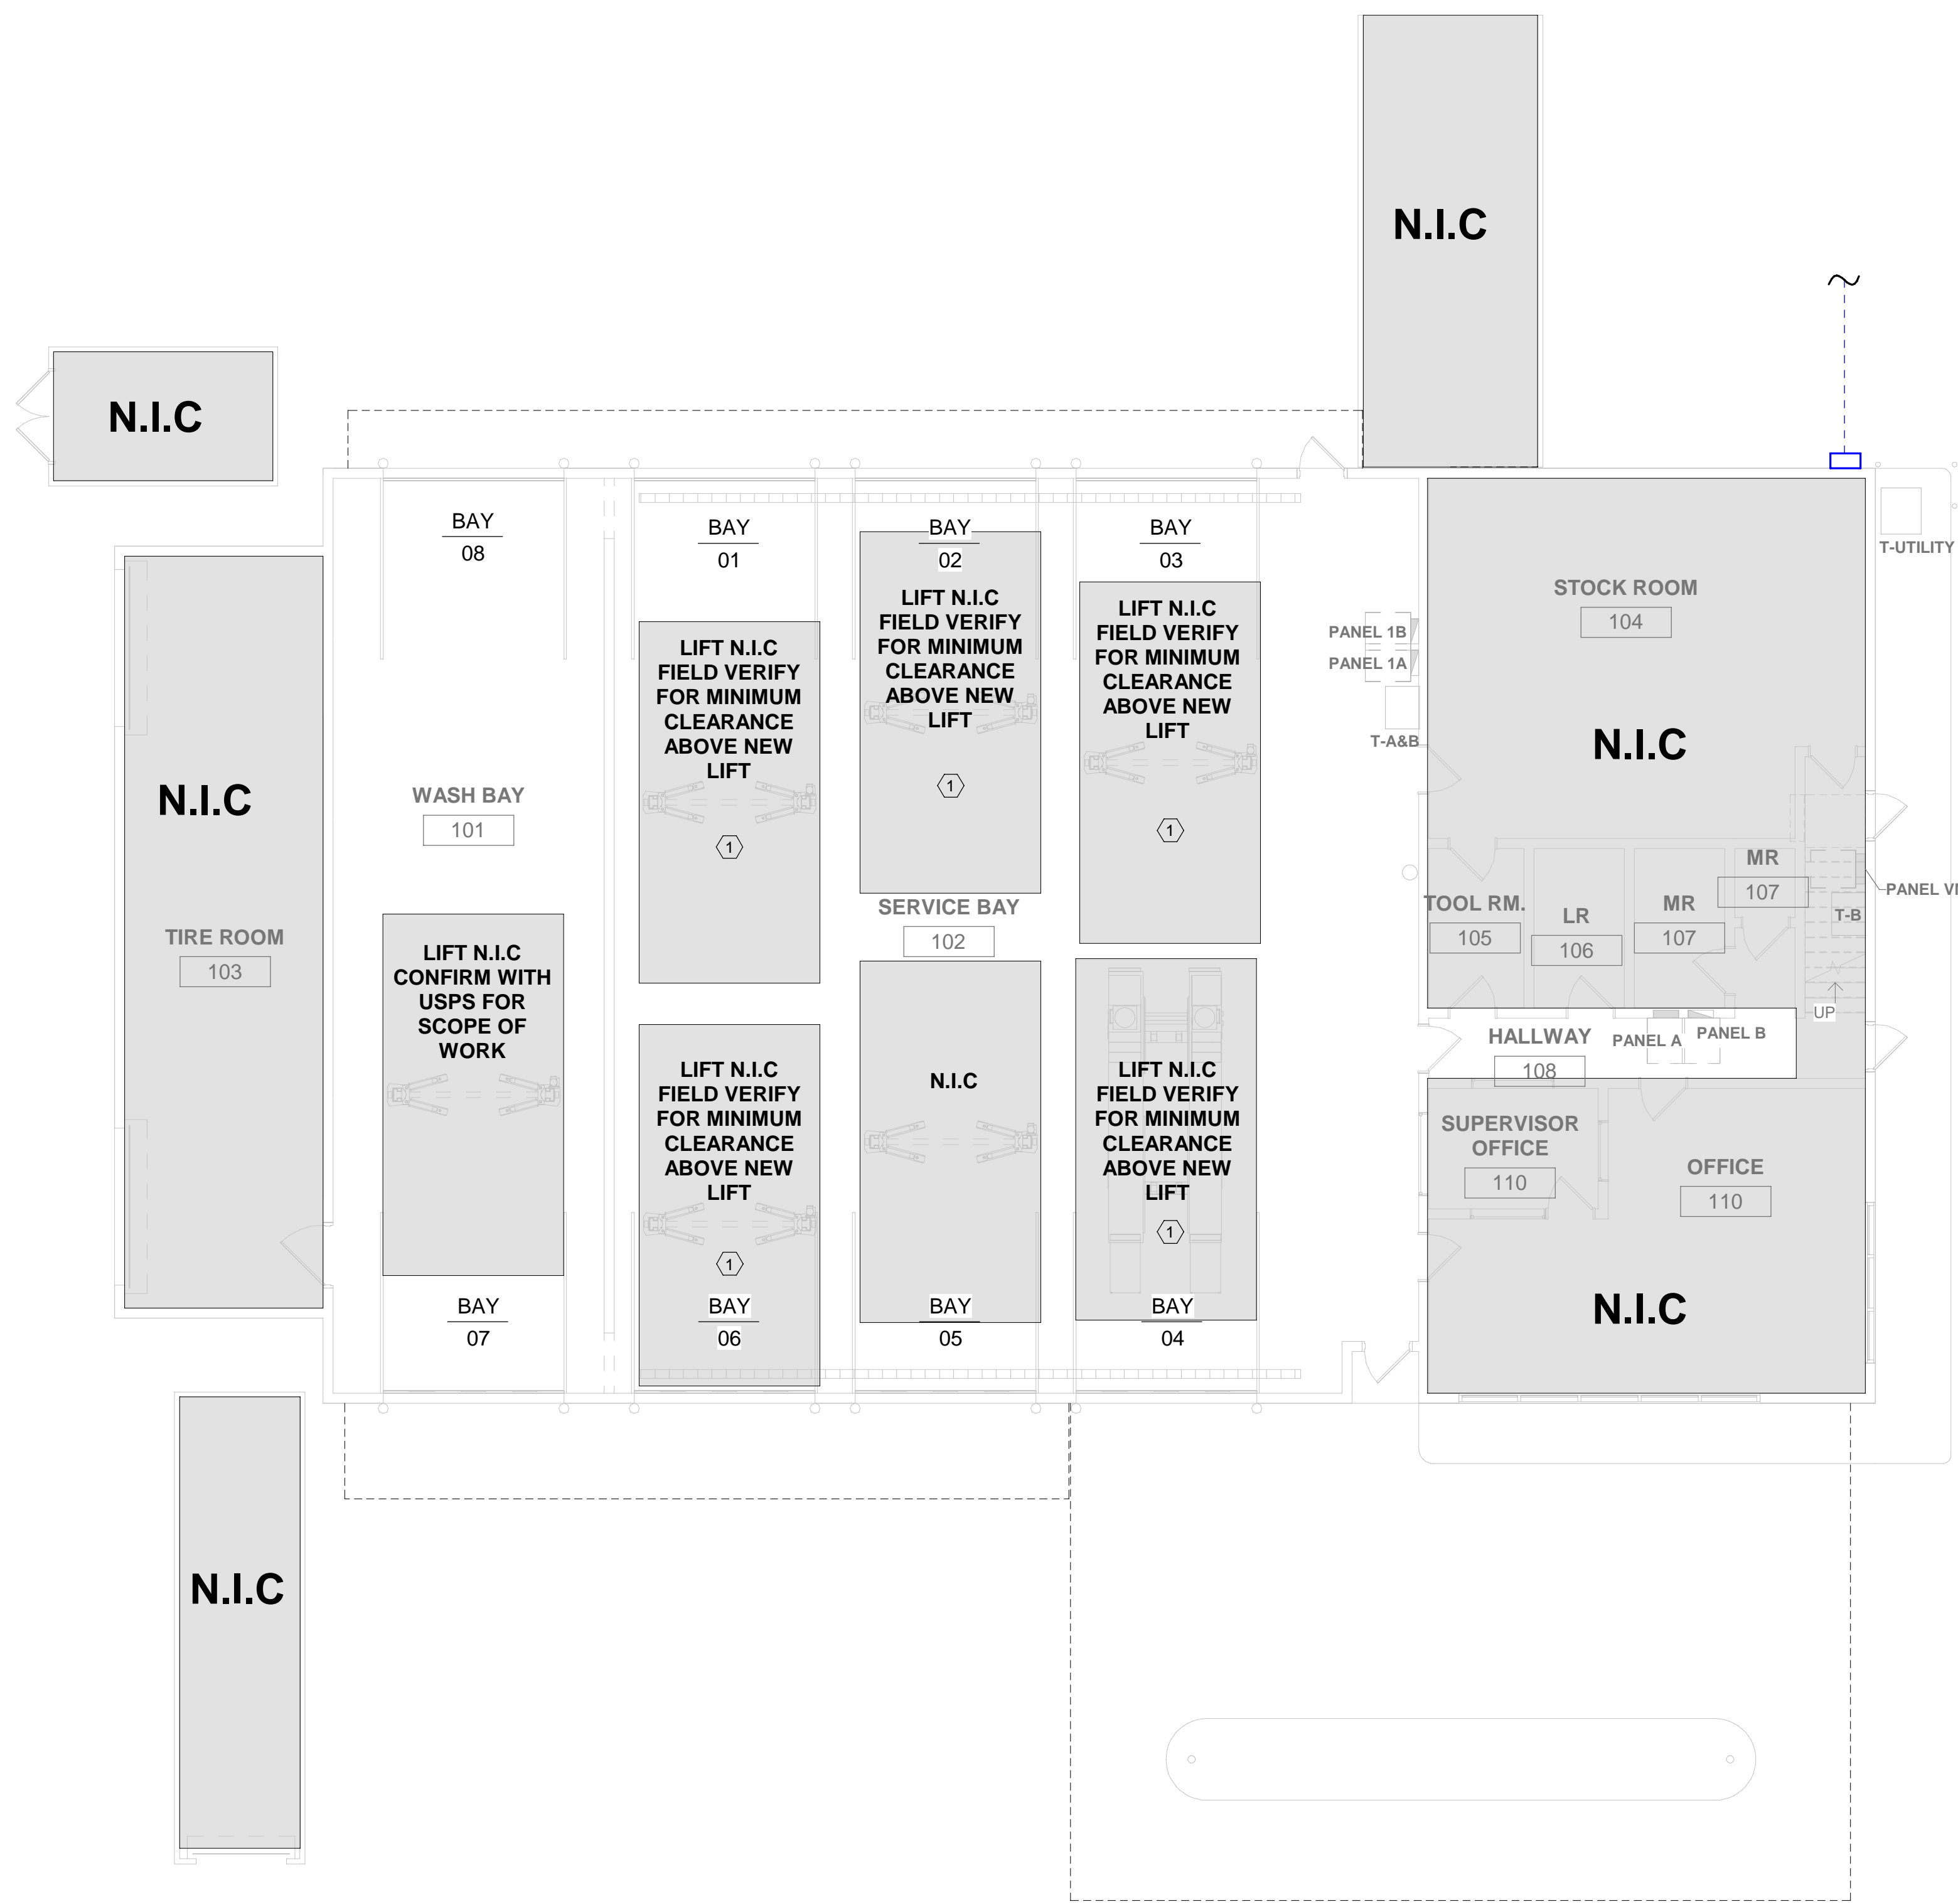 N.I.C
N.I.C
BAY
08
BAY
01
BAY
02
BAY
03
T-UTILITY
LIFT N.I.C
FIELD VERIFY
FOR MINIMUM
CLEARANCE
ABOVE NEW
LIFT
1
LIFT N.I.C
FIELD VERIFY
FOR MINIMUM
CLEARANCE
ABOVE NEW
LIFT
1
LIFT N.I.C
FIELD VERIFY
FOR MINIMUM
CLEARANCE
ABOVE NEW
LIFT
1
PANEL 1B
PANEL 1A
T-A&B
STOCK ROOM
104
N.I.C
N.I.C
TIRE ROOM
103
WASH BAY
101
SERVICE BAY
102
TOOL RM.
105
LR
106
MR
107
MR
107
T-B
UP
LIFT N.I.C
CONFIRM WITH
USPS FOR
SCOPE OF
WORK
LIFT N.I.C
FIELD VERIFY
FOR MINIMUM
CLEARANCE
ABOVE NEW
LIFT
1
N.I.C
LIFT N.I.C
FIELD VERIFY
FOR MINIMUM
CLEARANCE
ABOVE NEW
LIFT
1
HALLWAY
108
PANEL A
PANEL B
SUPERVISOR
OFFICE
110
OFFICE
110
N.I.C
BAY
07
BAY
06
BAY
05
BAY
04
N.I.C
PANEL